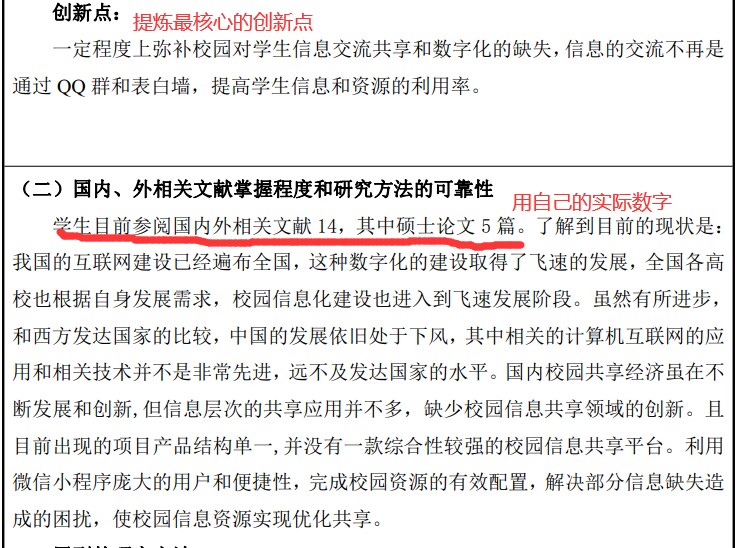 创新点：提炼最核心的创新点
一定程度上弥补校园对学生信息交流共享和数字化的缺失，信息的交流不再是
通过 QQ 群和表白墙，提高学生信息和资源的利用率。
（二）国内、外相关文献掌握程度和研究方法的可靠性
用自己的实际数字
学生目前参阅国内外相关文献 14，其中硕士论文 5 篇。了解到目前的现状是：
我国的互联网建设已经遍布全国，这种数字化的建设取得了飞速的发展，全国各高
校也根据自身发展需求，校园信息化建设也进入到飞速发展阶段。虽然有所进步，
和西方发达国家的比较，中国的发展依旧处于下风，其中相关的计算机互联网的应
用和相关技术并不是非常先进，远不及发达国家的水平。国内校园共享经济虽在不
断发展和创新,但信息层次的共享应用并不多，缺少校园信息共享领域的创新。且
目前出现的项目产品结构单一,并没有一款综合性较强的校园信息共享平台。利用
微信小程序庞大的用户和便捷性，完成校园资源的有效配置，解决部分信息缺失造
成的困扰，使校园信息资源实现优化共享。